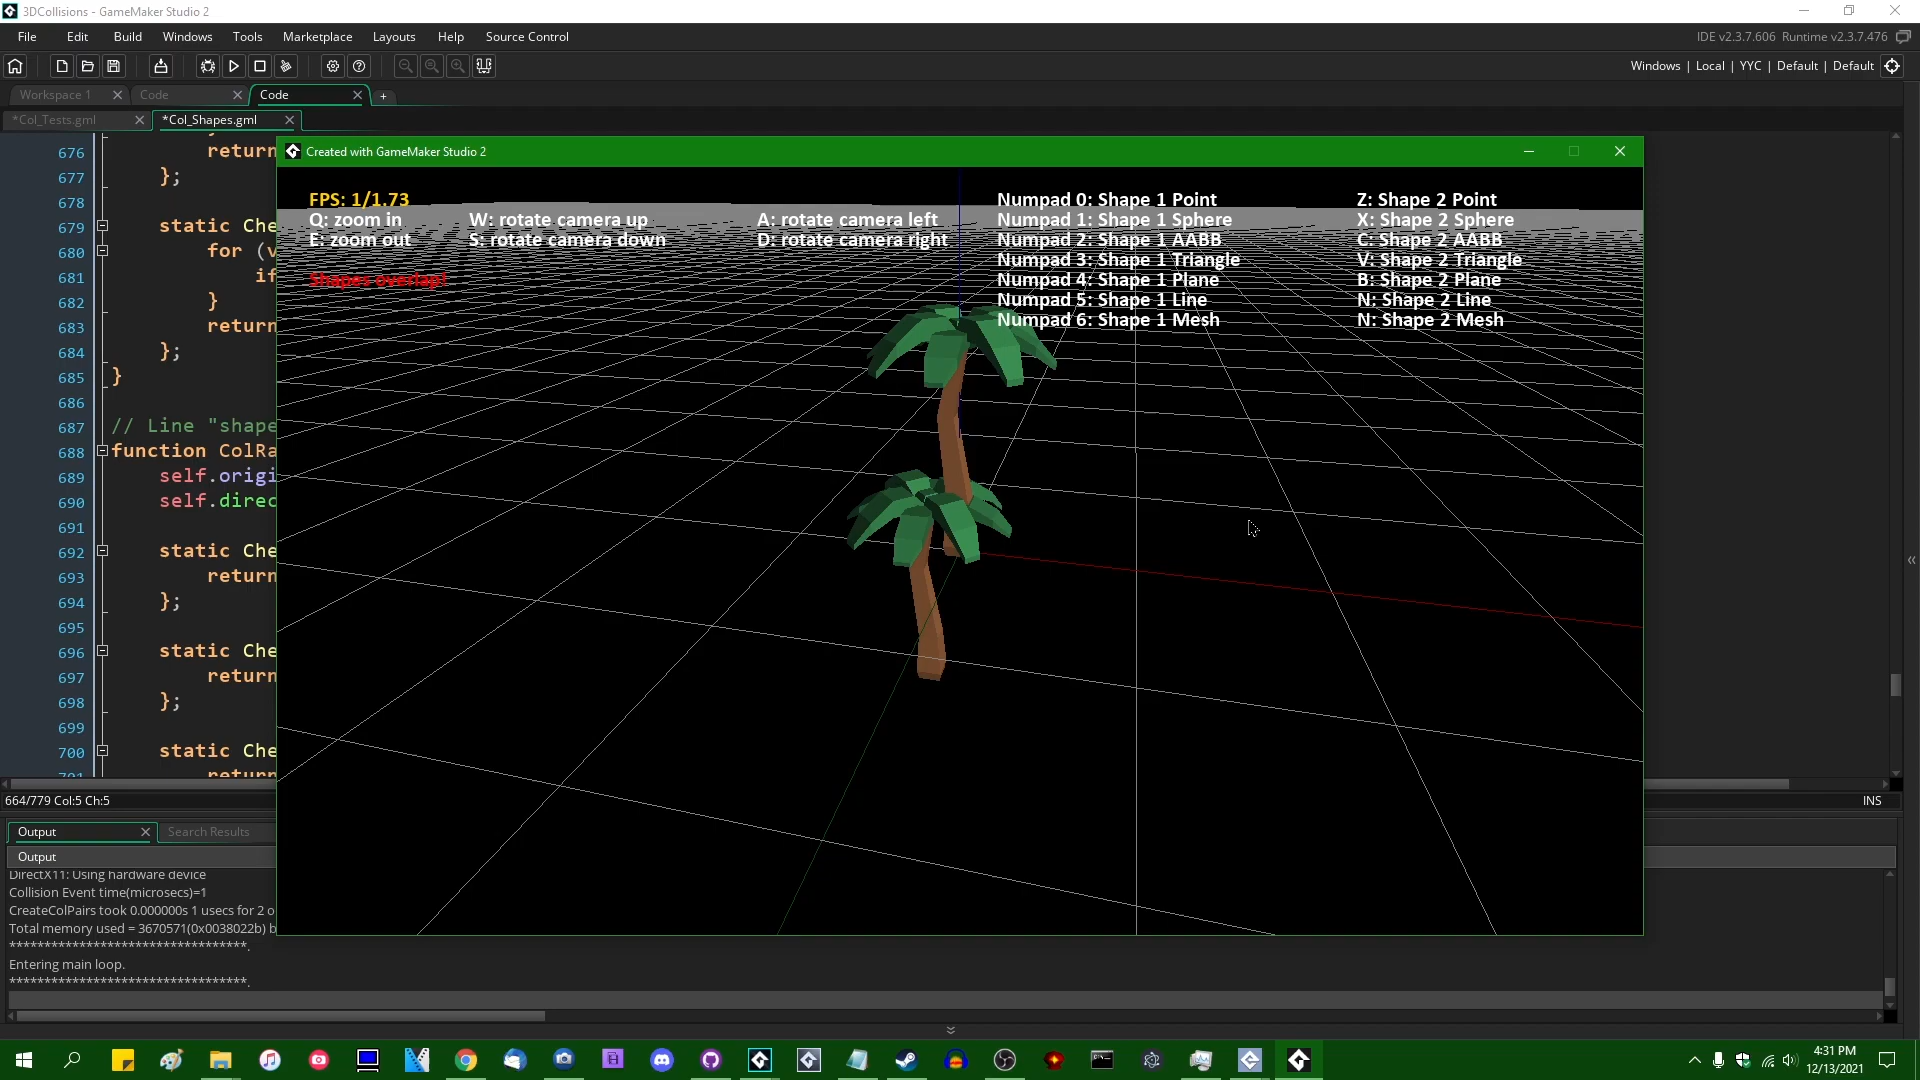 3DCollisions - GameMaker Studio 2
File Edit Build Windows Tools Marketplace Layouts Help Source Control
IDE v2.3.7.606 Runtime v2.3.7.476
Windows | Local | YYC | Default | Default
Workspace 1 Code Code
*Col_Tests.gml *Col_Shapes.gml
Created with GameMaker Studio 2
FPS: 1/1.73
Q: zoom in W: rotate camera up A: rotate camera left
E: zoom out S: rotate camera down D: rotate camera right
Shapes overlap!
Numpad 0: Shape 1 Point
Numpad 1: Shape 1 Sphere
Numpad 2: Shape 1 AABB
Numpad 3: Shape 1 Triangle
Numpad 4: Shape 1 Plane
Numpad 5: Shape 1 Line
Numpad 6: Shape 1 Mesh
Z: Shape 2 Point
X: Shape 2 Sphere
C: Shape 2 AABB
V: Shape 2 Triangle
B: Shape 2 Plane
N: Shape 2 Line
N: Shape 2 Mesh
676 return
677 };
678
679 static Che
680 for (v
681 if
682 }
683 return
684 };
685 }
686
687 // Line "shape
688 function ColRa
689 self.origi
690 self.direc
691
692 static Che
693 return
694 };
695
696 static Che
697 return
698 };
699
700 static Che
701 return
664/779 Col:5 Ch:5
INS
Output Search Results
Output
DirectX11: Using hardware device
Collision Event time(microsecs)=1
CreateColPairs took 0.000000s 1 usecs for 2 o
Total memory used = 3670571(0x0038022b) b
**********************************.
Entering main loop.
**********************************.
4:31 PM
12/13/2021